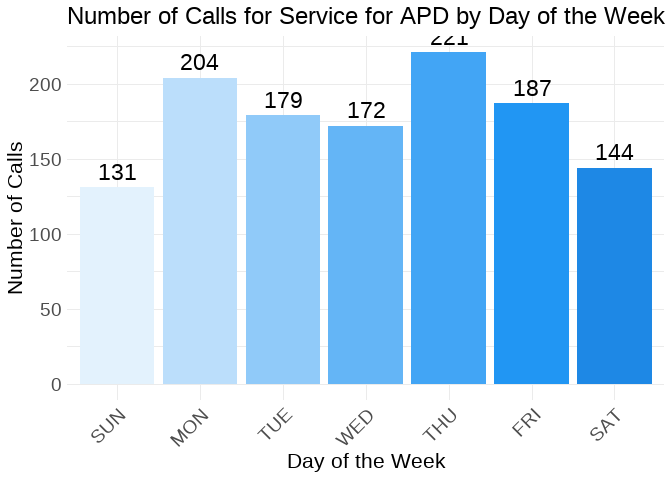 Number of Calls for Service for APD by Day of the Week
221
204
187
179
172
144
131
200
150
100
50
0
Number of Calls
SUN
MON
TUE
WED
THU
FRI
SAT
Day of the Week